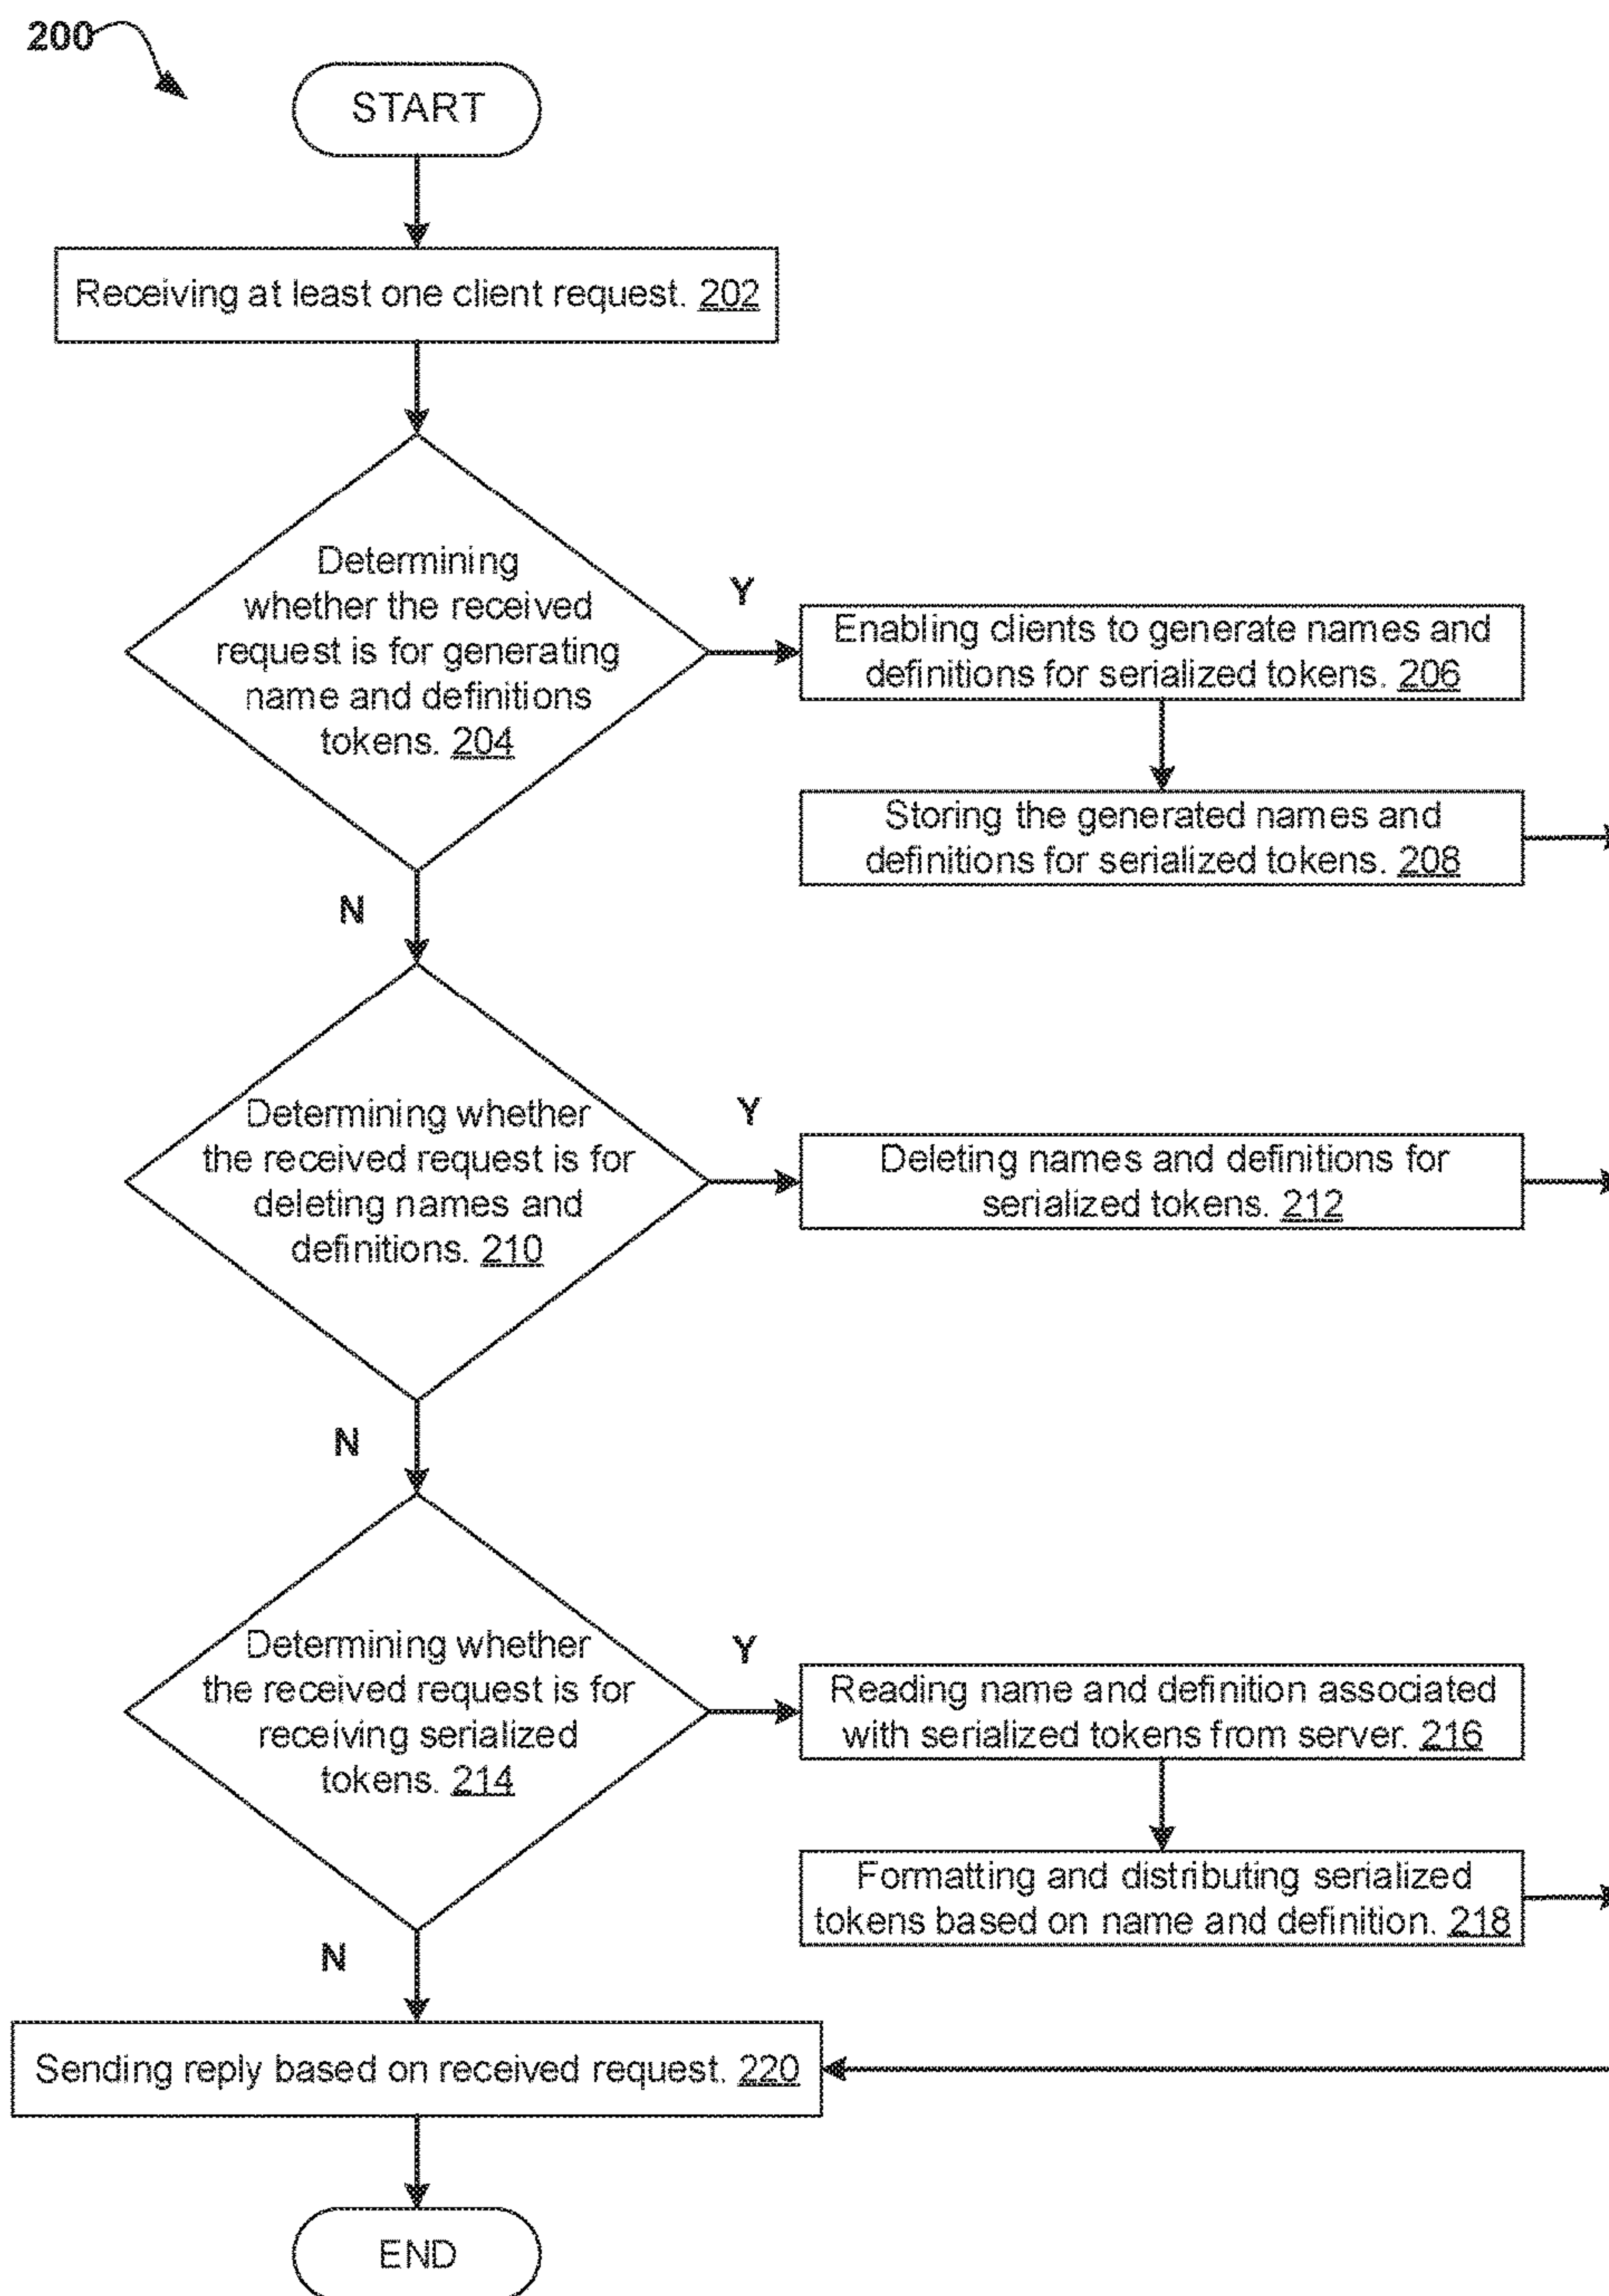 200
START
Receiving at least one client request. 202
Determining
whether the received
request is for generating
name and definitions
tokens. 204
Y
Enabling clients to generate names and
definitions for serialized tokens. 206
Storing the generated names and
definitions for serialized tokens. 208
N
Determining whether
the received request is for
deleting names and
definitions. 210
Y
Deleting names and definitions for
serialized tokens. 212
N
Determining whether
the received request is for
receiving serialized
tokens. 214
Y
Reading name and definition associated
with serialized tokens from server. 216
Formatting and distributing serialized
tokens based on name and definition. 218
N
Sending reply based on received request. 220
END